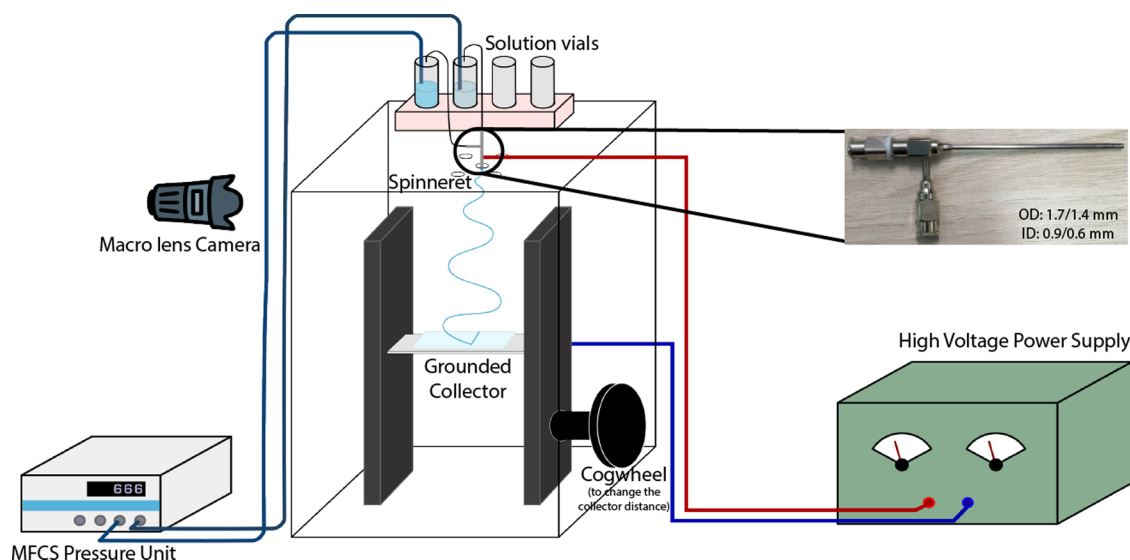 Solution vials
Spinneret
Macro lens Camera
OD: 1.7/1.4 mm
ID: 0.9/0.6 mm
High Voltage Power Supply
Grounded
Collector
Cogwheel
(to change the
collector distance)
666
MFCS Pressure Unit